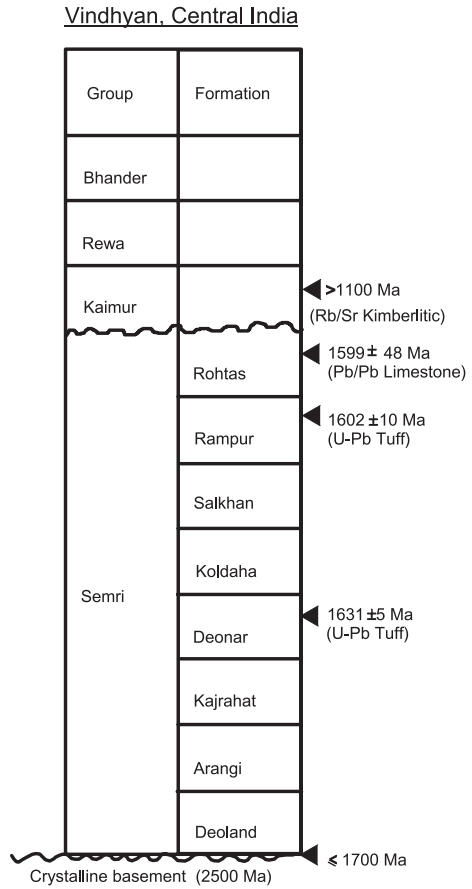 Vindhyan, Central India
Group Formation
Bhander
Rewa
Kaimur
>1100 Ma
(Rb/Sr Kimberlitic)
1599 ± 48 Ma
(Pb/Pb Limestone)
Rohtas
1602 ±10 Ma
(U-Pb Tuff)
Rampur
Salkhan
Koldaha
Semri
1631 ±5 Ma
(U-Pb Tuff)
Deonar
Kajrahat
Arangi
Deoland
⩽ 1700 Ma
Crystalline basement (2500 Ma)